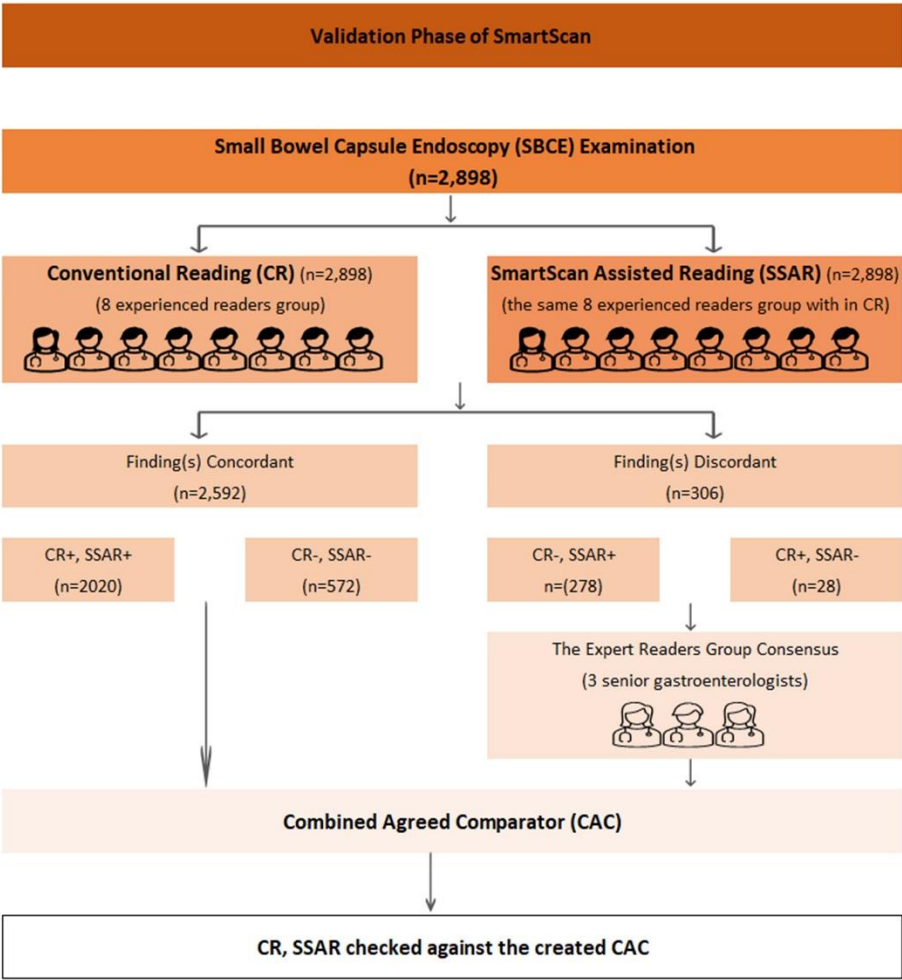 Validation Phase of SmartScan
Small Bowel Capsule Endoscopy (SBCE) Examination
(n=2,898)
Conventional Reading (CR) (n=2,898)
(8 experienced readers group)
SmartScan Assisted Reading (SSAR) (n=2,898)
(the same 8 experienced readers group with in CR)
Finding(s) Concordant
(n=2,592)
Finding(s) Discordant
(n=306)
CR+, SSAR+
(n=2020)
CR-, SSAR-
(n=572)
CR-, SSAR+
n=(278)
CR+, SSAR-
(n=28)
The Expert Readers Group Consensus
(3 senior gastroenterologists)
Combined Agreed Comparator (CAC)
CR, SSAR checked against the created CAC